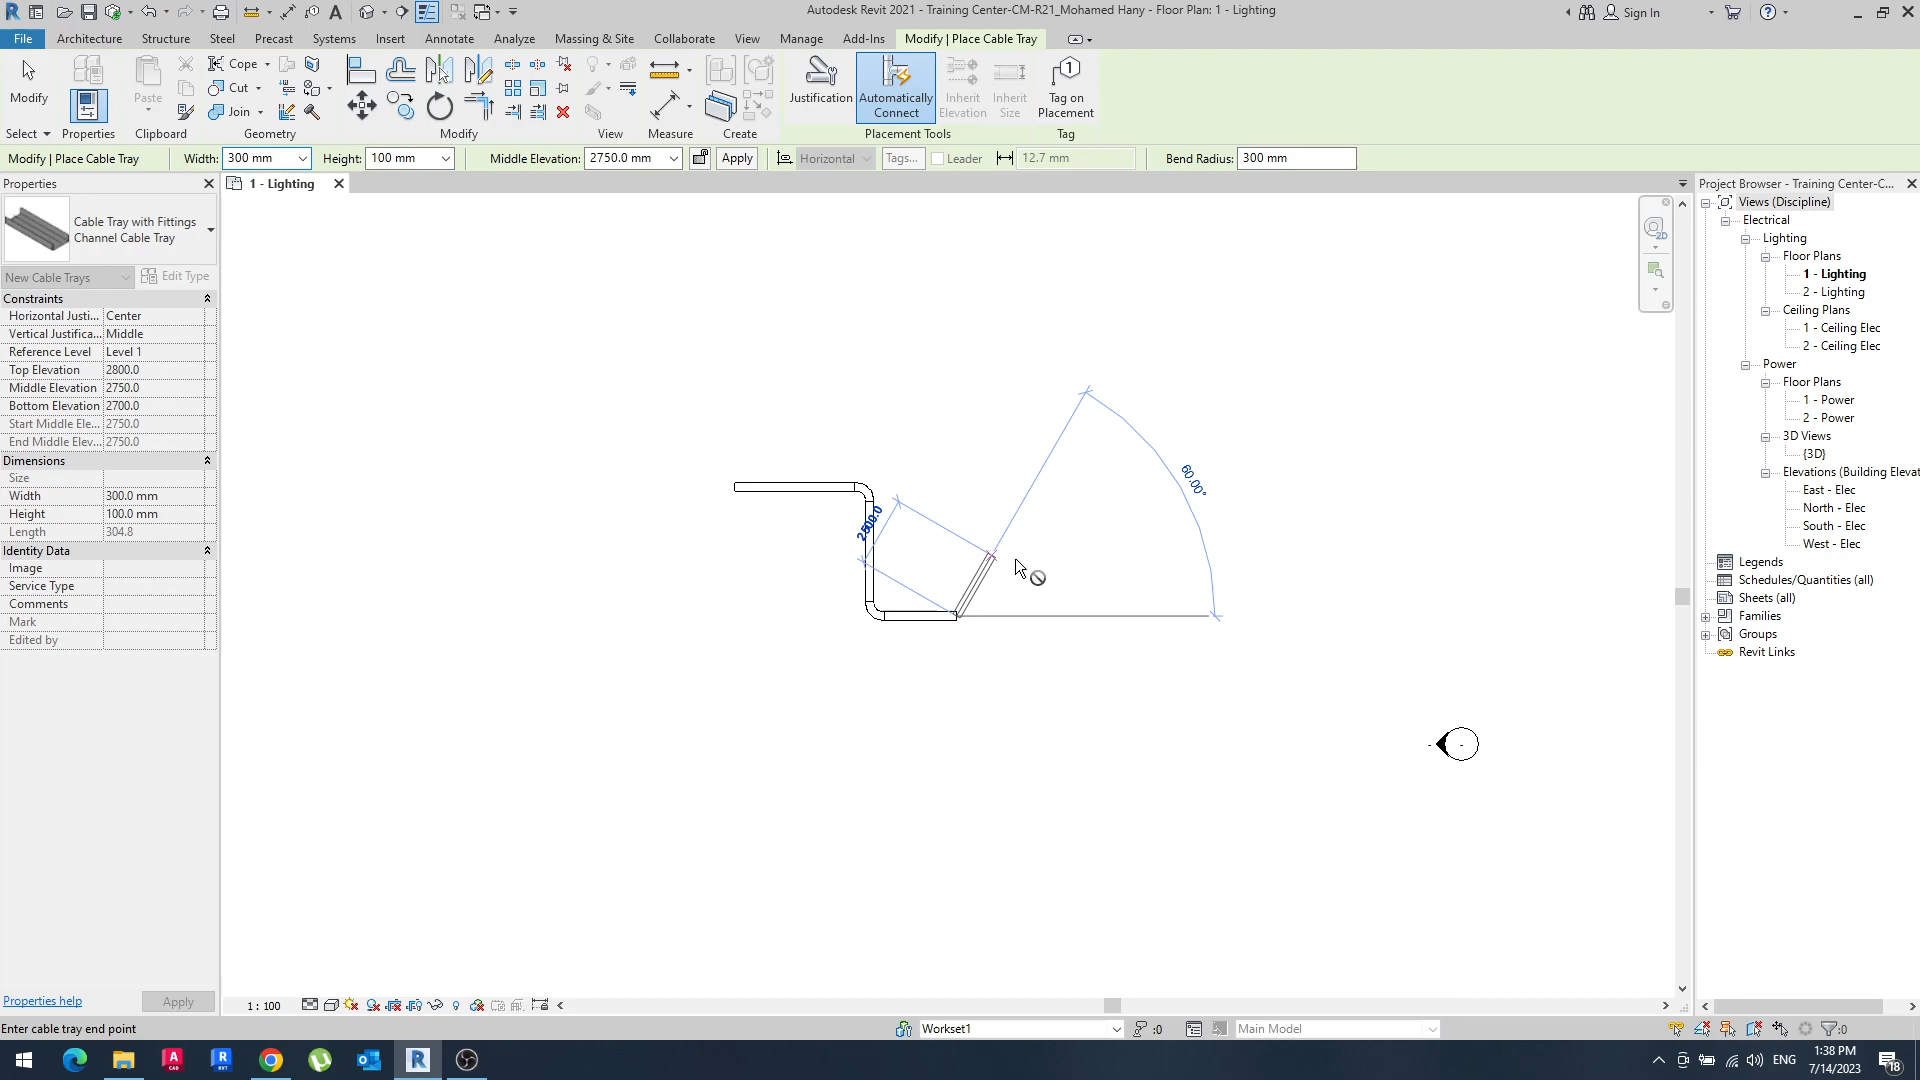 Autodesk Revit 2021 - Training Center-CM-R21_Mohamed Hany - Floor Plan: 1 - Lighting
Sign In
File Architecture Structure Steel Precast Systems Insert Annotate Analyze Massing & Site Collaborate View Manage Add-Ins Modify | Place Cable Tray
Modify
Select
Properties
Paste
Clipboard
Cope
Cut
Join
Geometry
Modify
View
Measure
Create
Justification
Automatically
Connect
Inherit
Elevation
Inherit
Size
Placement Tools
Tag on
Placement
Tag
Modify | Place Cable Tray Width: 300 mm Height: 100 mm Middle Elevation: 2750.0 mm Apply Horizontal Tags... Leader 12.7 mm Bend Radius: 300 mm
Properties
Cable Tray with Fittings
Channel Cable Tray
New Cable Trays Edit Type
Constraints
Horizontal Justi... Center
Vertical Justifica... Middle
Reference Level Level 1
Top Elevation 2800.0
Middle Elevation 2750.0
Bottom Elevation 2700.0
Start Middle Ele... 2750.0
End Middle Elev... 2750.0
Dimensions
Size
Width 300.0 mm
Height 100.0 mm
Length 304.8
Identity Data
Image
Service Type
Comments
Mark
Edited by
Properties help Apply
1 - Lighting
60.00°
2500.0
2D
Project Browser - Training Center-C...
Views (Discipline)
Electrical
Lighting
Floor Plans
1 - Lighting
2 - Lighting
Ceiling Plans
1 - Ceiling Elec
2 - Ceiling Elec
Power
Floor Plans
1 - Power
2 - Power
3D Views
{3D}
Elevations (Building Elevat
East - Elec
North - Elec
South - Elec
West - Elec
Legends
Schedules/Quantities (all)
Sheets (all)
Families
Groups
Revit Links
1 : 100
Enter cable tray end point
Workset1
:0
Main Model
:0
ENG
1:38 PM
7/14/2023
18